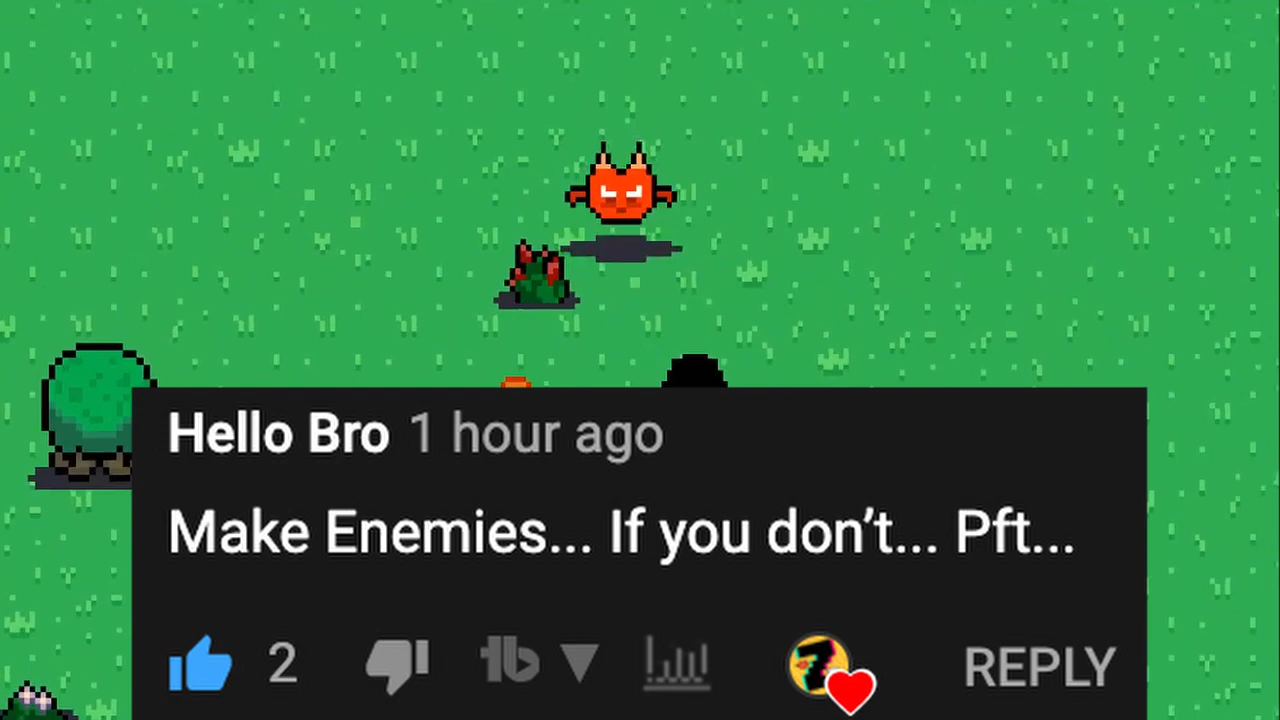 Hello Bro 1 hour ago
Make Enemies... If you don’t... Pft...
2
REPLY